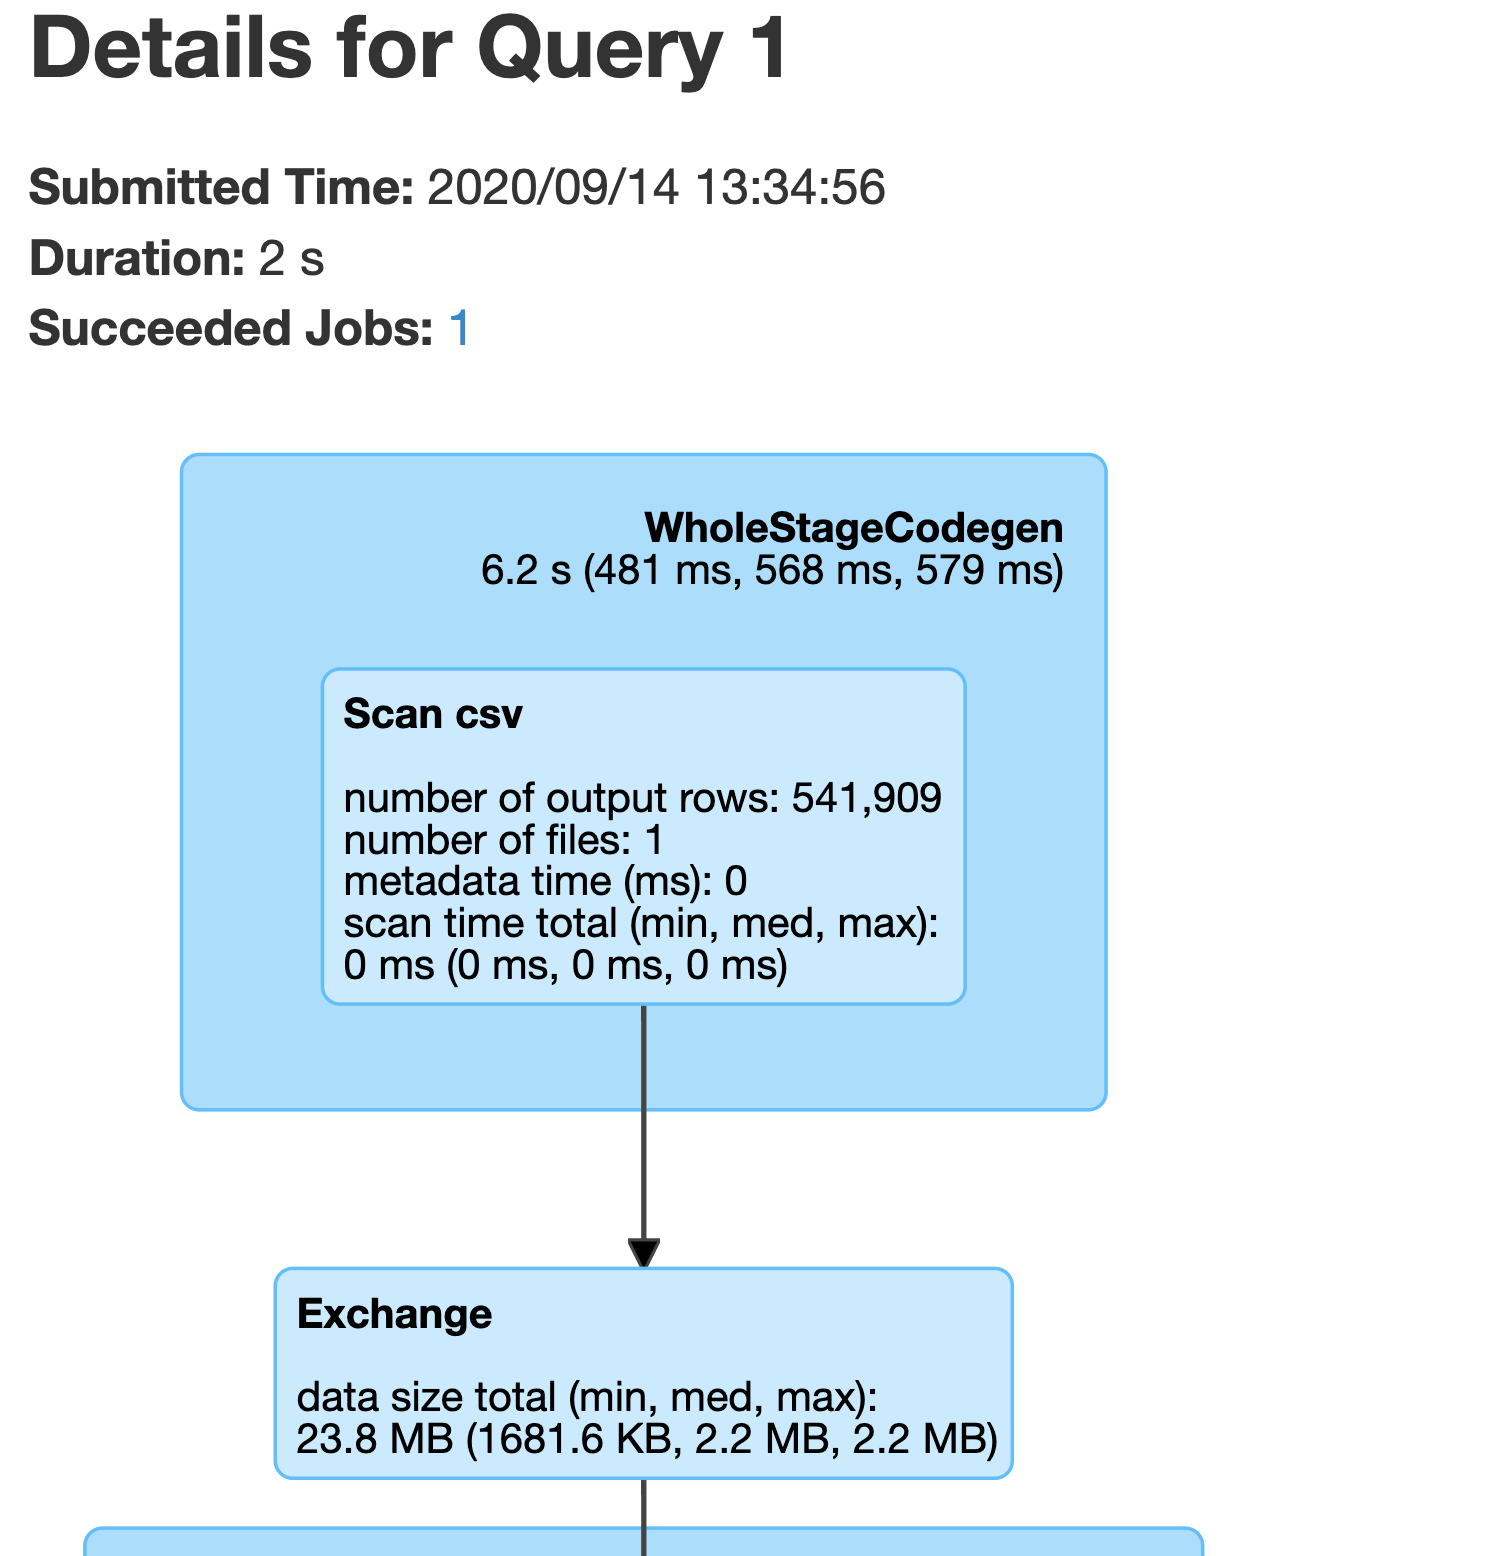 Details for Query 1
Submitted Time: 2020/09/14 13:34:56
Duration: 2 s
Succeeded Jobs: 1
WholeStageCodegen
6.2 s (481 ms, 568 ms, 579 ms)
Scan csv
number of output rows: 541,909
number of files: 1
metadata time (ms): 0
scan time total (min, med, max):
0 ms (0 ms, 0 ms, 0 ms)
Exchange
data size total (min, med, max):
23.8 MB (1681.6 KB, 2.2 MB, 2.2 MB)